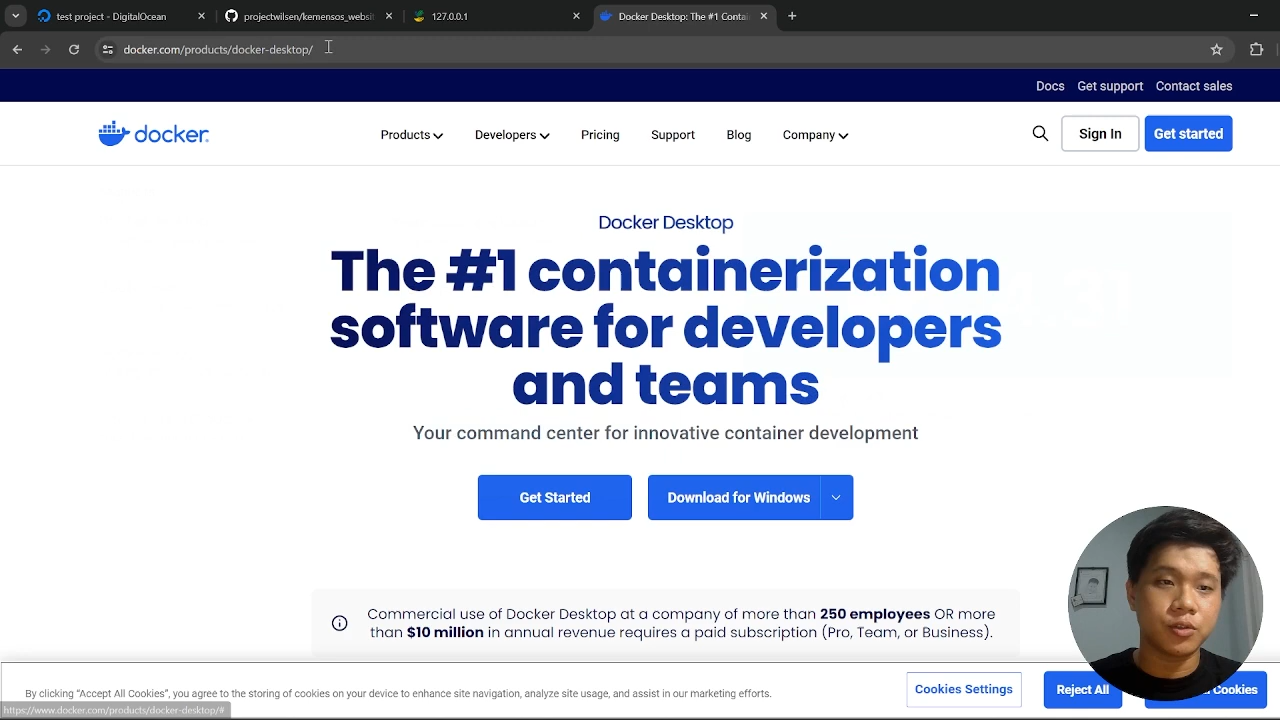 test project - DigitalOcean
projectwilsen/kemenses_websit
127.0.0.1
Docker Desktop: The #1 Contai
docker.com/products/docker-desktop/
Docs Get support Contact sales
docker
Products Developers Pricing Support Blog Company Sign In Get started
Docker Desktop
The #1 containerization
software for developers
and teams
Your command center for innovative container development
Get Started Download for Windows
Commercial use of Docker Desktop at a company of more than 250 employees OR more
than $10 million in annual revenue requires a paid subscription (Pro, Team, or Business).
By clicking “Accept All Cookies”, you agree to the storing of cookies on your device to enhance site navigation, analyze site usage, and assist in our marketing efforts.
Cookies Settings Reject All Cookies
https://www.docker.com/products/docker-desktop/#